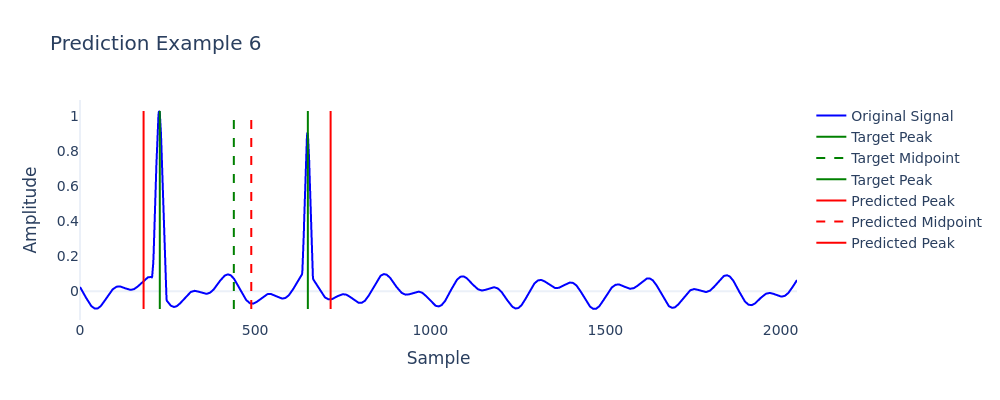 Prediction Example 6
Amplitude
1
0.8
0.6
0.4
0.2
0
0
500
1000
1500
2000
Sample
Original Signal
Target Peak
Target Midpoint
Target Peak
Predicted Peak
Predicted Midpoint
Predicted Peak